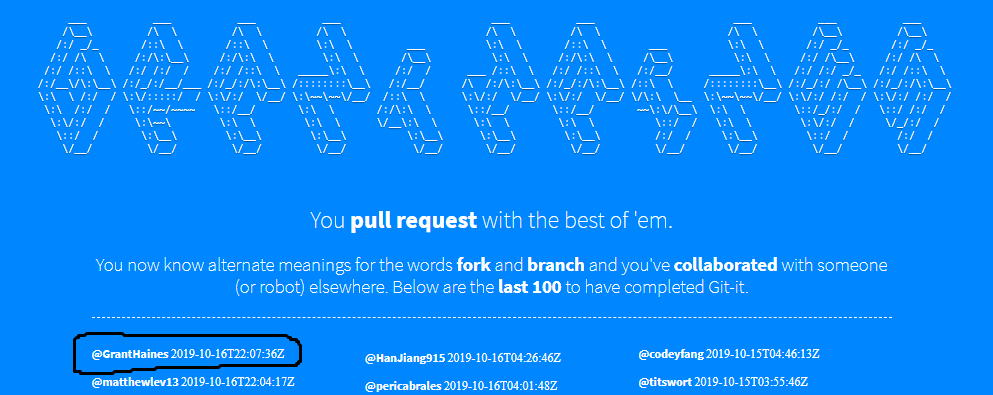 You pull request with the best of 'em.
You now know alternate meanings for the words fork and branch and you've collaborated with someone
(or robot) elsewhere. Below are the last 100 to have completed Git-it.
@GrantHaines 2019-10-16T22:07:36Z
@matthewlev13 2019-10-16T22:04:17Z
@HanJiang915 2019-10-16T04:26:46Z
@pericabrales 2019-10-16T04:01:48Z
@codeyfang 2019-10-15T04:46:13Z
@titswort 2019-10-15T03:55:46Z